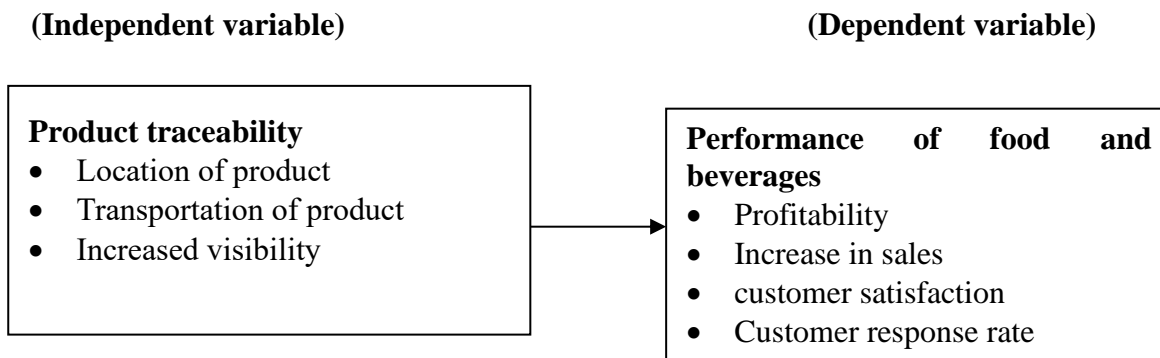 (Independent variable)
(Dependent variable)
Product traceability
• Location of product
• Transportation of product
• Increased visibility
Performance of food and
beverages
• Profitability
• Increase in sales
• customer satisfaction
• Customer response rate